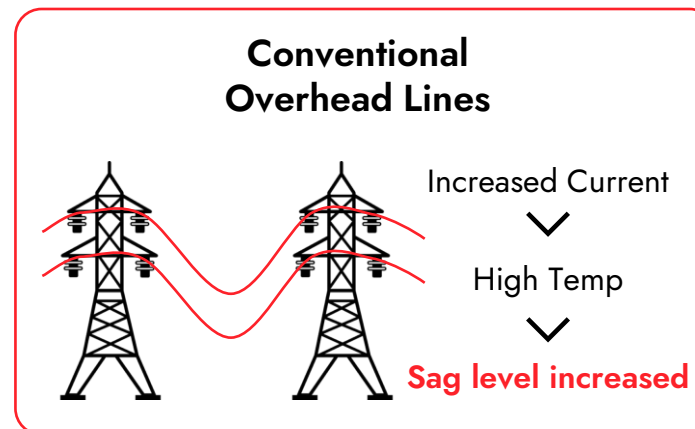 Conventional
Overhead Lines
Increased Current
High Temp
Sag level increased